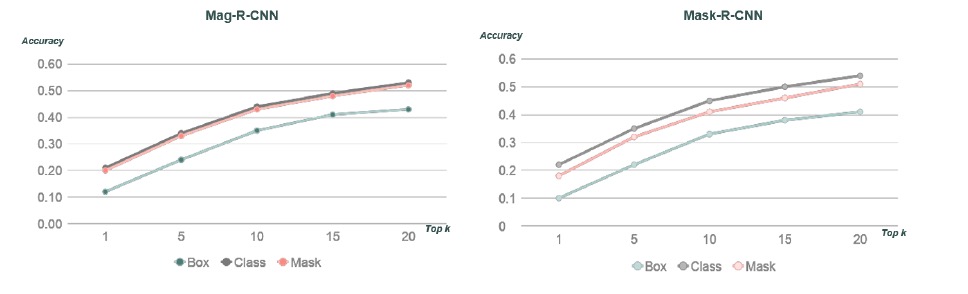 Mag-R-CNN
Accuracy
0.60
0.50
0.40
0.30
0.20
0.10
0.00
1 5 10 15 20 Top k
Box Class Mask
Mask-R-CNN
Accuracy
0.6
0.5
0.4
0.3
0.2
0.1
0
1 5 10 15 20 Top k
Box Class Mask